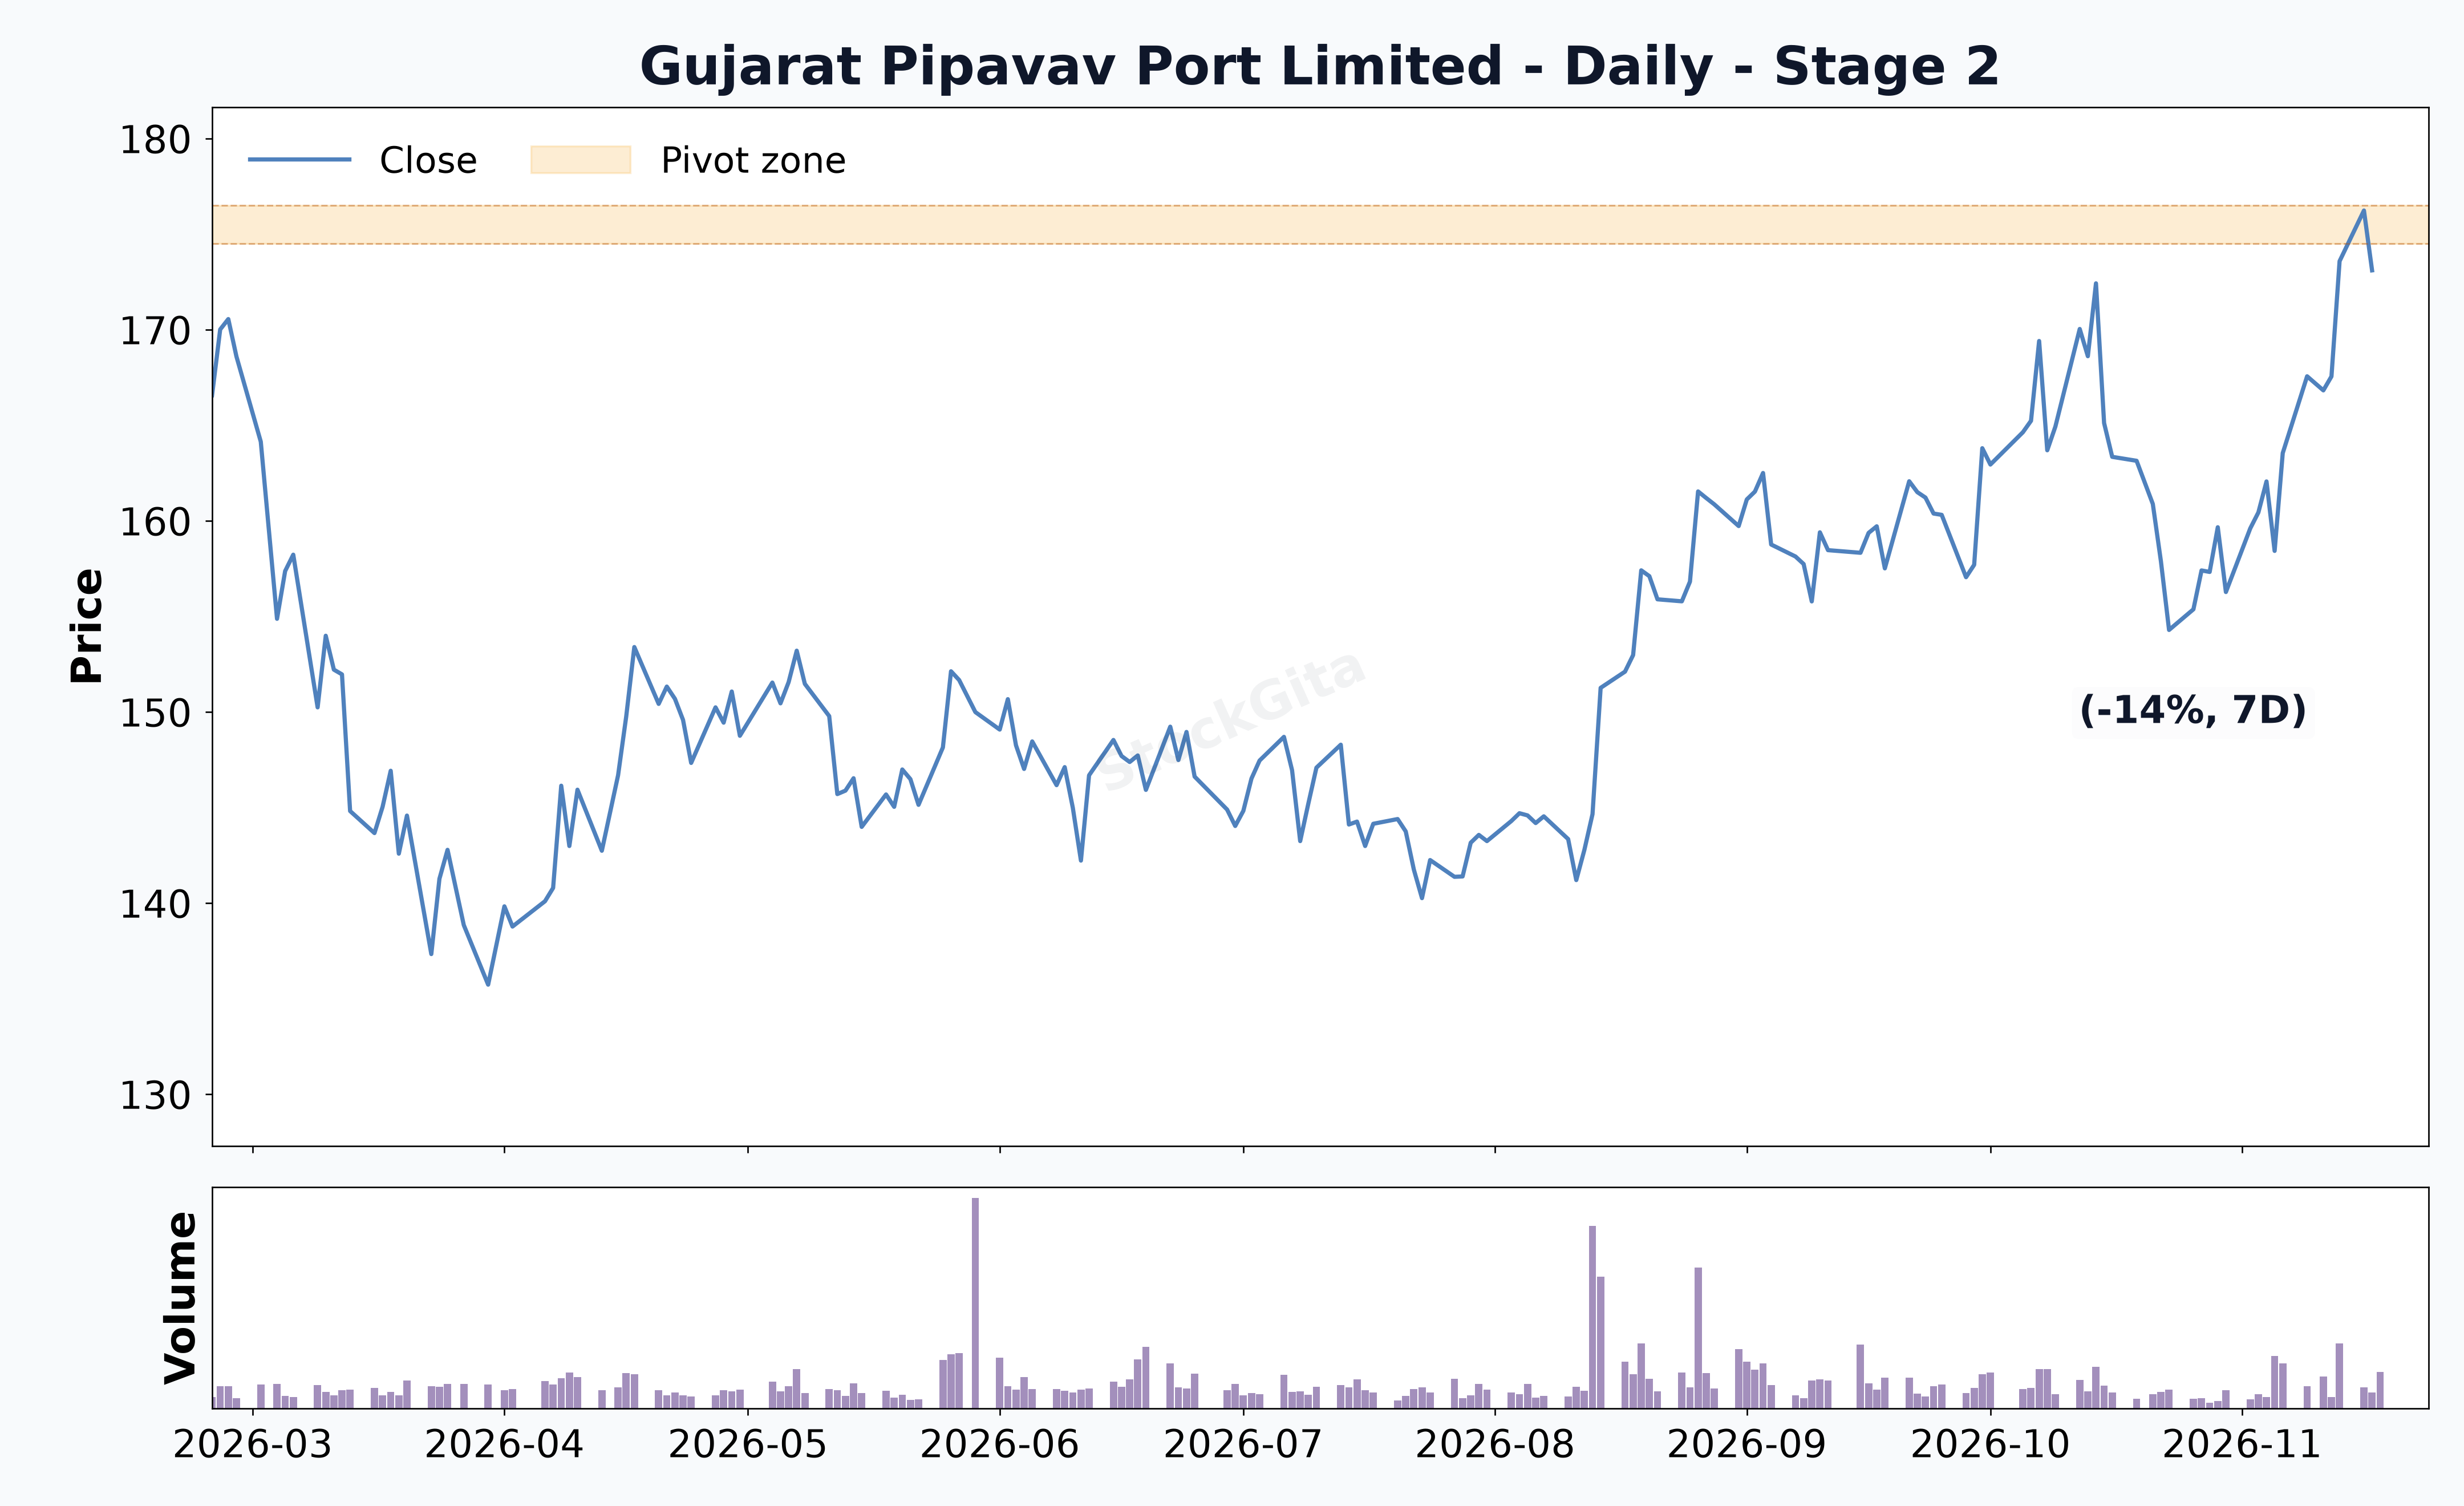 Gujarat Pipavav Port Limited - Daily - Stage 2
Close
Pivot zone
180
170
160
150
140
130
Price
StockGita
(-14%, 7D)
Volume
2026-03
2026-04
2026-05
2026-06
2026-07
2026-08
2026-09
2026-10
2026-11